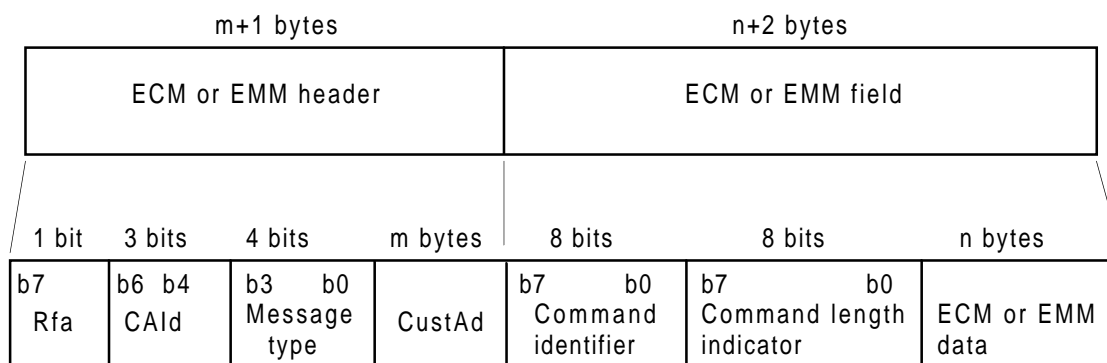 m+1 bytes n+2 bytes
ECM or EMM header ECM or EMM field
1 bit 3 bits 4 bits m bytes 8 bits 8 bits n bytes
b7 b6 b4 b3 b0 b7 b0 b7 b0
Rfa CAId Message type CustAd Command identifier Command length indicator ECM or EMM data